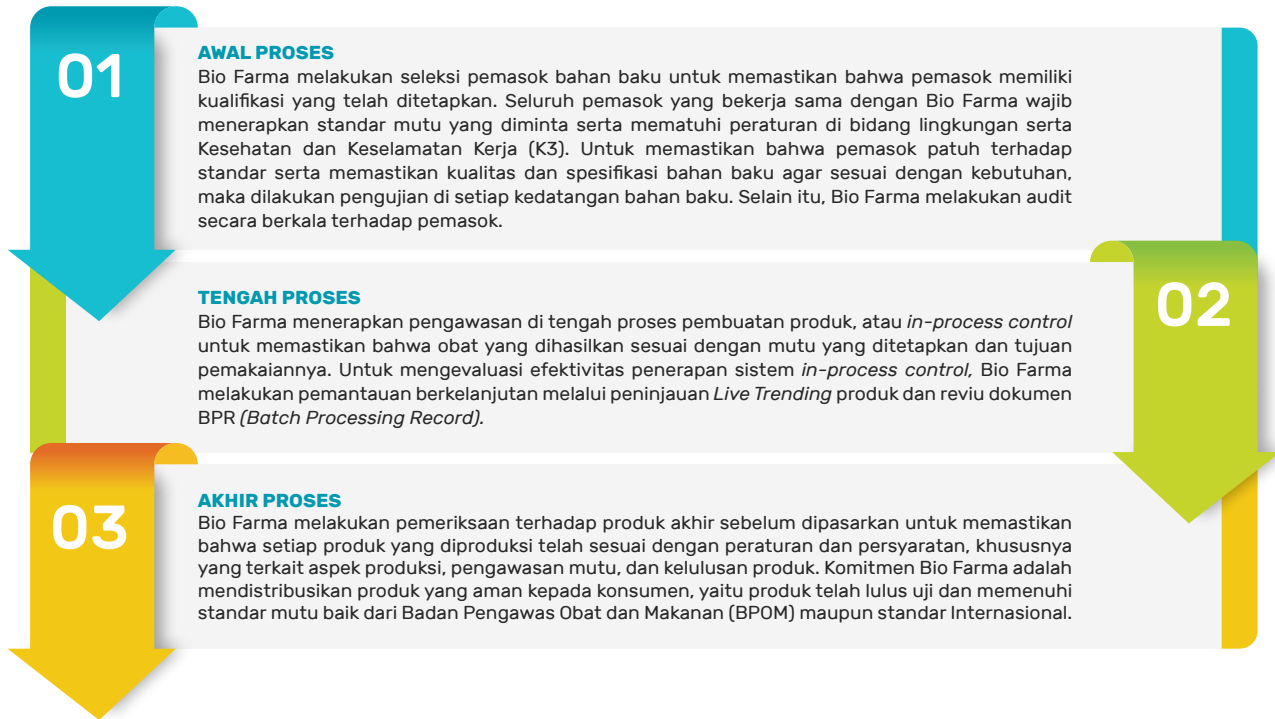 01
AWAL PROSES
Bio Farma melakukan seleksi pemasok bahan baku untuk memastikan bahwa pemasok memiliki
kualifikasi yang telah ditetapkan. Seluruh pemasok yang bekerja sama dengan Bio Farma wajib
menerapkan standar mutu yang diminta serta mematuhi peraturan di bidang lingkungan serta
Kesehatan dan Keselamatan Kerja (K3). Untuk memastikan bahwa pemasok patuh terhadap
standar serta memastikan kualitas dan spesifikasi bahan baku agar sesuai dengan kebutuhan,
maka dilakukan pengujian di setiap kedatangan bahan baku. Selain itu, Bio Farma melakukan audit
secara berkala terhadap pemasok.
02
TENGAH PROSES
Bio Farma menerapkan pengawasan di tengah proses pembuatan produk, atau in-process control
untuk memastikan bahwa obat yang dihasilkan sesuai dengan mutu yang ditetapkan dan tujuan
pemakaiannya. Untuk mengevaluasi efektivitas penerapan sistem in-process control, Bio Farma
melakukan pemantauan berkelanjutan melalui peninjauan Live Trending produk dan reviu dokumen
BPR (Batch Processing Record).
03
AKHIR PROSES
Bio Farma melakukan pemeriksaan terhadap produk akhir sebelum dipasarkan untuk memastikan
bahwa setiap produk yang diproduksi telah sesuai dengan peraturan dan persyaratan, khususnya
yang terkait aspek produksi, pengawasan mutu, dan kelulusan produk. Komitmen Bio Farma adalah
mendistribusikan produk yang aman kepada konsumen, yaitu produk telah lulus uji dan memenuhi
standar mutu baik dari Badan Pengawas Obat dan Makanan (BPOM) maupun standar Internasional.